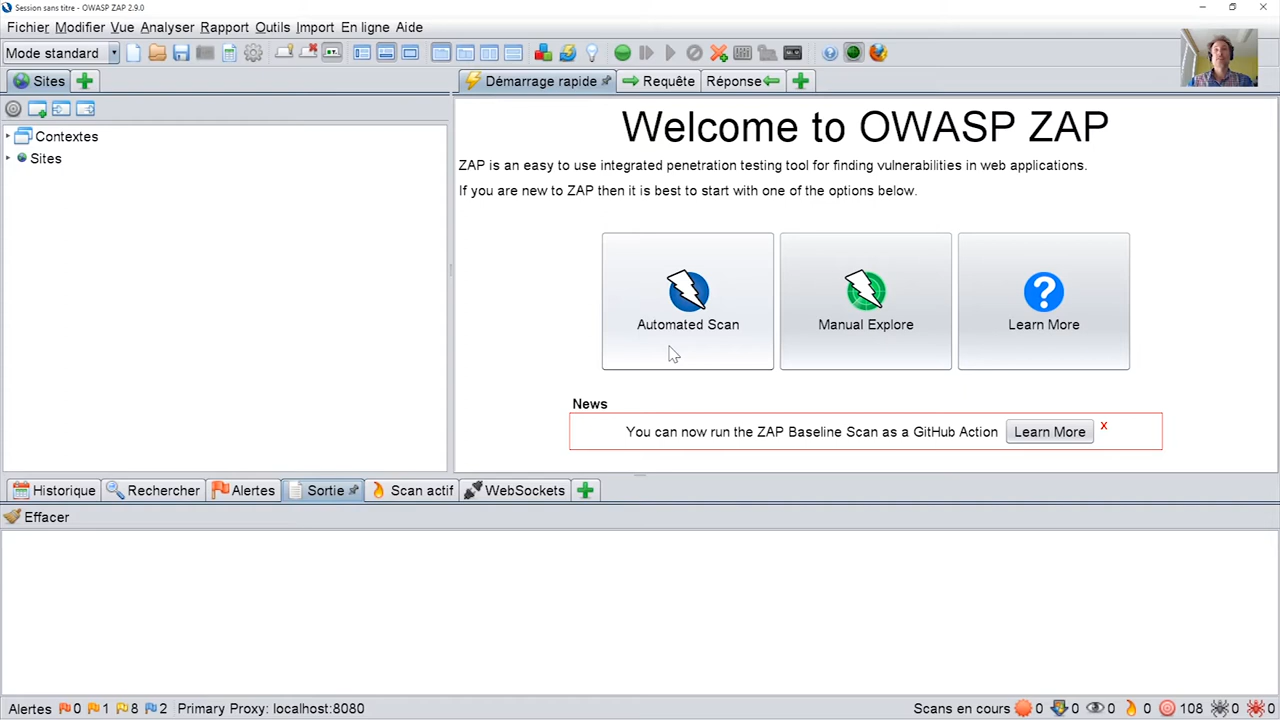 Session sans titre - OWASP ZAP 2.9.0
Fichier Modifier Vue Analyser Rapport Outils Import En ligne Aide
Mode standard
Sites
Démarrage rapide Requête Réponse
Contextes
Sites
Welcome to OWASP ZAP
ZAP is an easy to use integrated penetration testing tool for finding vulnerabilities in web applications.
If you are new to ZAP then it is best to start with one of the options below.
Automated Scan Manual Explore Learn More
News
You can now run the ZAP Baseline Scan as a GitHub Action Learn More x
Historique Rechercher Alertes Sortie Scan actif WebSockets
Effacer
Alertes 0 1 8 2 Primary Proxy: localhost:8080 Scans en cours 0 0 0 0 108 0 0